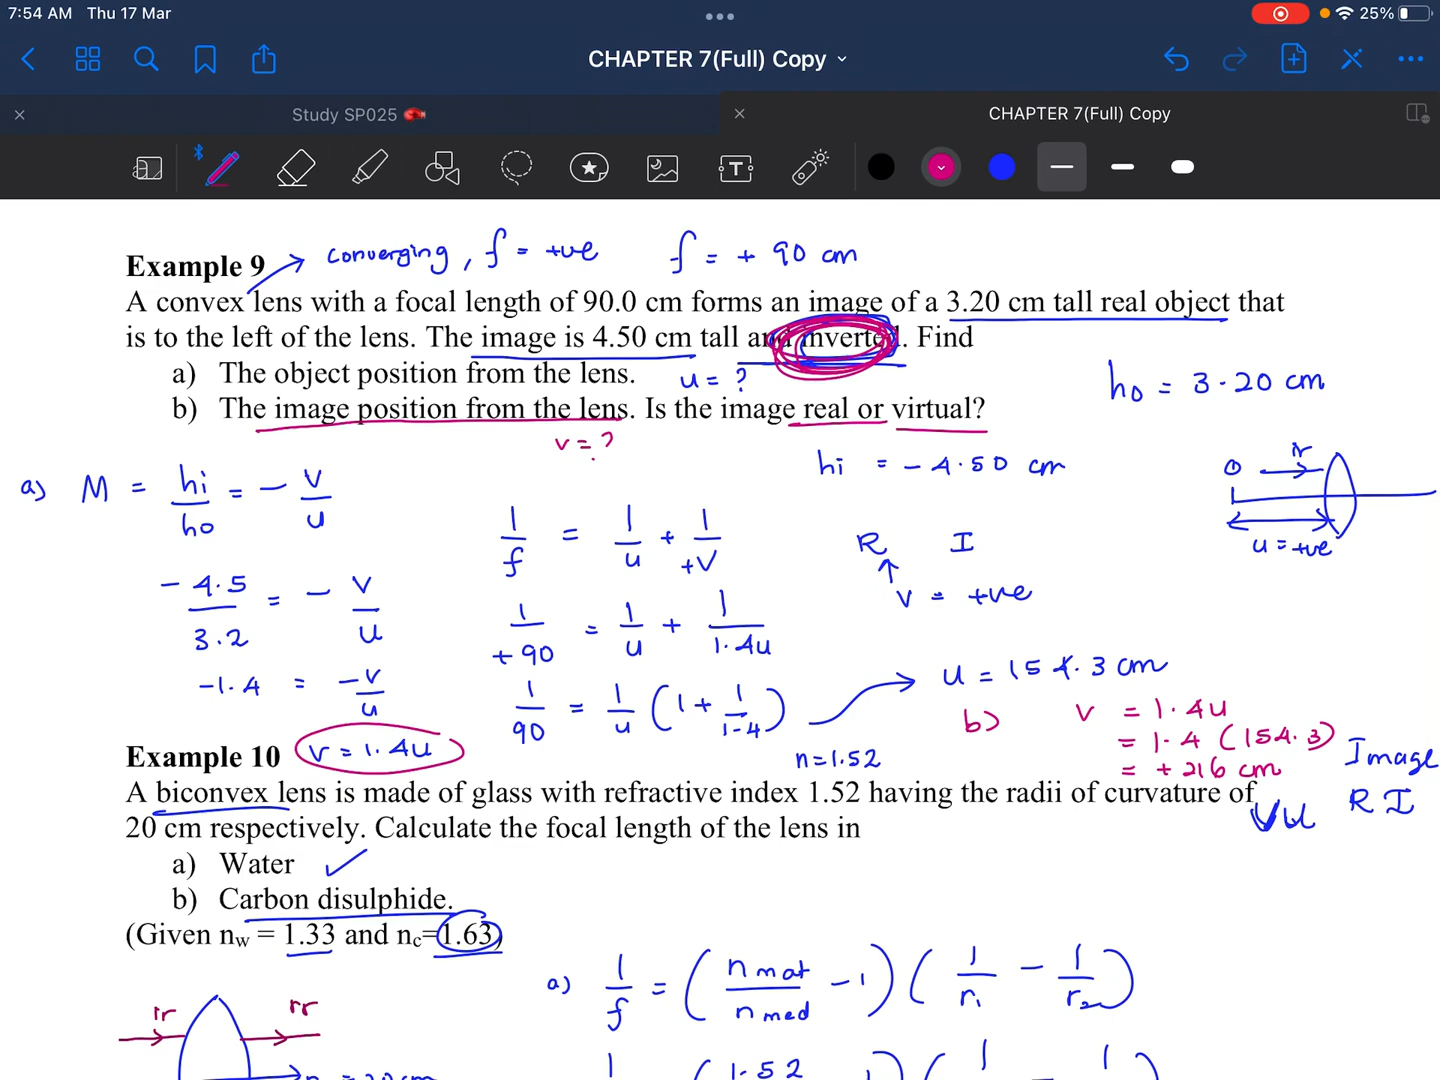 7:54 AM Thu 17 Mar
25%
CHAPTER 7(Full) Copy
Study SP025
CHAPTER 7(Full) Copy
Example 9
converging, f = +ve
f = + 90 cm
A convex lens with a focal length of 90.0 cm forms an image of a 3.20 cm tall real object that
is to the left of the lens. The image is 4.50 cm tall and inverted. Find
a) The object position from the lens.
u = ?
b) The image position from the lens. Is the image real or virtual?
v = ?
ho = 3.20 cm
hi = - 4.50 cm
a) M = hi/ho = - v/u
- 4.5/3.2 = - v/u
-1.4 = -v/u
v = 1.4u
1/f = 1/u + 1/+v
1/+90 = 1/u + 1/1.4u
1/90 = 1/u (1 + 1/1.4)
R I
v = +ve
O
ir
u = +ve
u = 154.3 cm
b) v = 1.4u
= 1.4 (154.3)
= + 216 cm
Image
R I
Example 10
n=1.52
A biconvex lens is made of glass with refractive index 1.52 having the radii of curvature of
20 cm respectively. Calculate the focal length of the lens in
a) Water
b) Carbon disulphide.
(Given nw = 1.33 and nc=1.63)
a) 1/f = (n mat/n med - 1) (1/r1 - 1/r2)
ir
rr